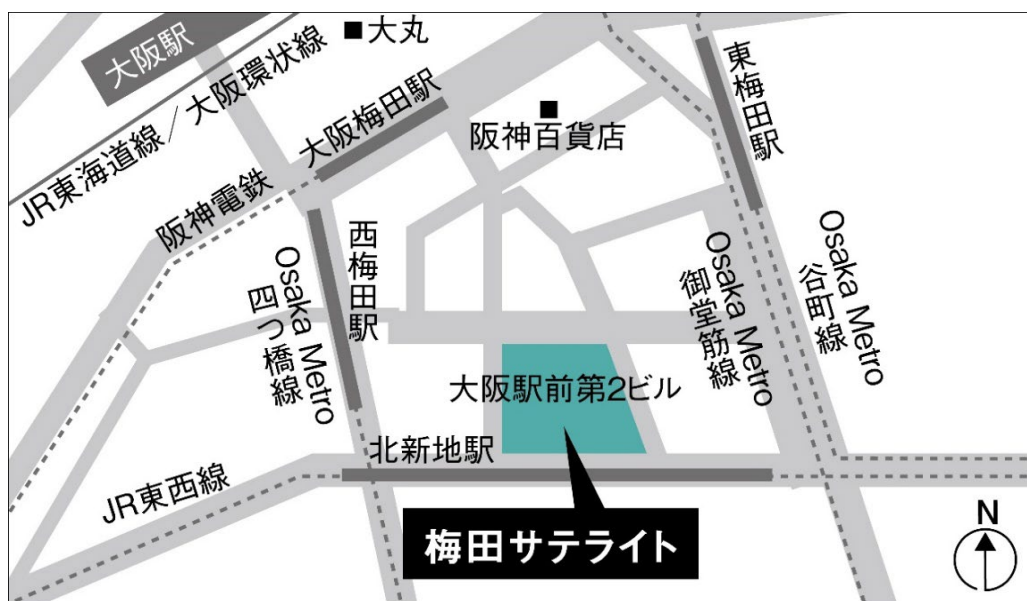 大阪駅
■大丸
JR東海道線／大阪環状線
大阪梅田駅
阪神百貨店
東梅田駅
阪神電鉄
西梅田駅
Osaka Metro
四つ橋線
Osaka Metro
御堂筋線
Osaka Metro
谷町線
大阪駅前第2ビル
北新地駅
JR東西線
梅田サテライト
N